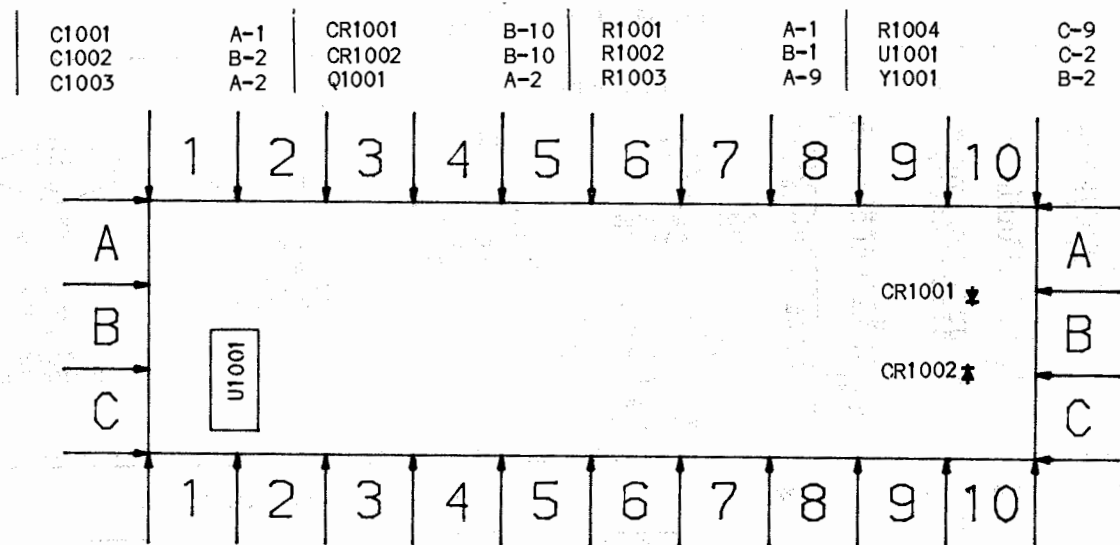 C1001 A-1 CR1001 B-10 R1001 A-1 R1004 C-9
C1002 B-2 CR1002 B-10 R1002 B-1 U1001 C-2
C1003 A-2 Q1001 A-2 R1003 A-9 Y1001 B-2
1 2 3 4 5 6 7 8 9 10
A A
CR1001
B B
U1001
CR1002
C C
1 2 3 4 5 6 7 8 9 10